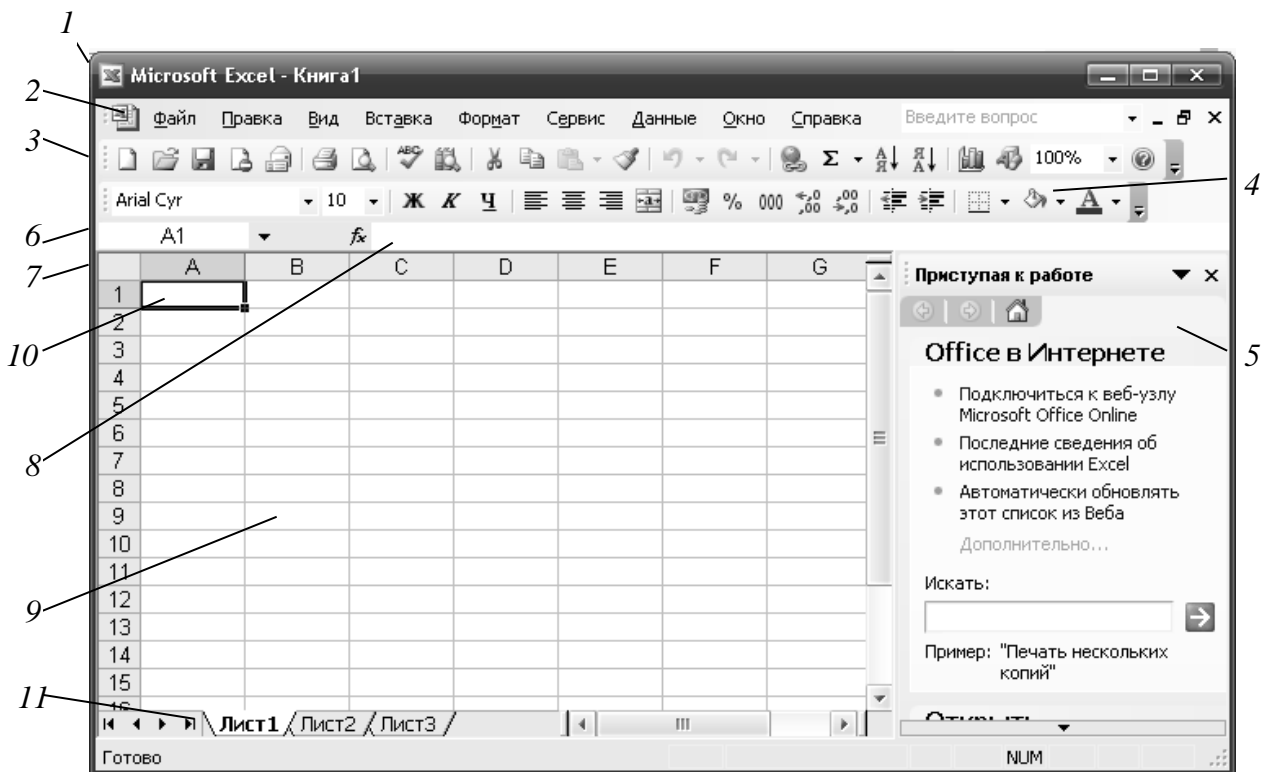 1
Microsoft Excel - Книга1
2
Файл Правка Вид Вставка Формат Сервис Данные Окно Справка Введите вопрос
3
100%
Arial Cyr 10 Ж К Ч % 000
4
6 A1 fx
7 A B C D E F G
Приступая к работе
1
2
3
4
5
6
7
8
9
10
11
12
13
14
15
16
10
8
9
11
5
Office в Интернете
Подключиться к веб-узлу
Microsoft Office Online
Последние сведения об
использовании Excel
Автоматически обновлять
этот список из Веба
Дополнительно...
Искать:
Пример: "Печать нескольких
копий"
Открыть
Лист1 Лист2 Лист3
Готово NUM